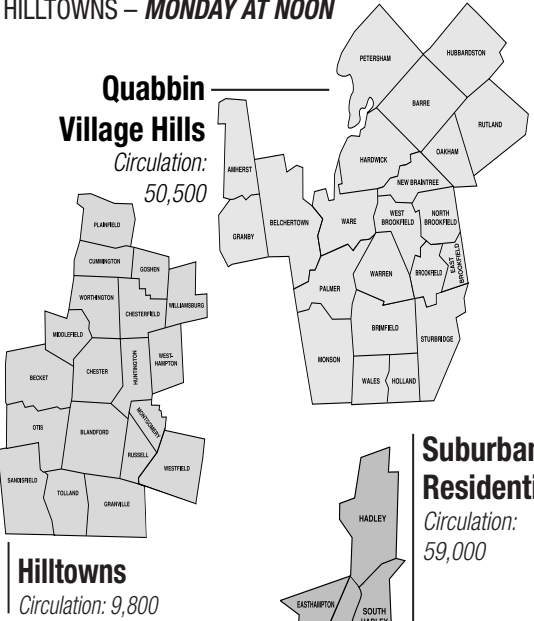 HILLTOWNS – MONDAY AT NOON
Quabbin
Village Hills
Circulation:
50,500
PETERSHAM
HUBBARDSTON
BARRE
RUTLAND
OAKHAM
HARDWICK
NEW BRAINTREE
AMHERST
BELCHERTOWN
GRANBY
WARE
WEST
BROOKFIELD
NORTH
BROOKFIELD
EAST
BROOKFIELD
BROOKFIELD
WARREN
PALMER
BRIMFIELD
STURBRIDGE
MONSON
WALES
HOLLAND
PLAINFIELD
CUMMINGTON
GOSHEN
WORTHINGTON
CHESTERFIELD
WILLIAMSBURG
MIDDLEFIELD
WEST-
HAMPTON
HUNTINGTON
CHESTER
BECKET
MONTGOMERY
OTIS
BLANDFORD
RUSSELL
WESTFIELD
SANDISFIELD
TOLLAND
GRANVILLE
Hilltowns
Circulation: 9,800
Suburban
Residenti
Circulation:
59,000
HADLEY
EASTHAMPTON
SOUTH
HADLEY